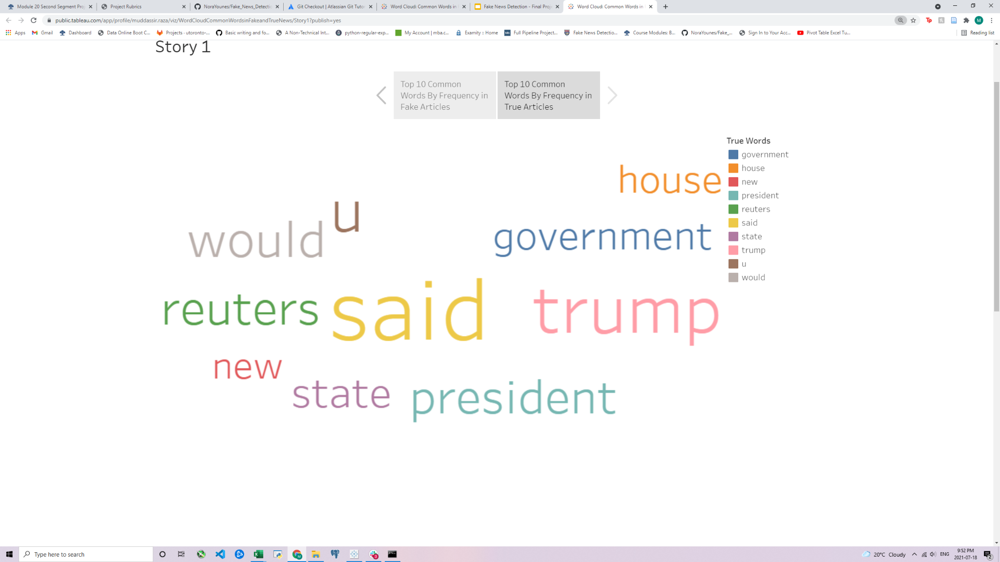 Module 20 Second Segment Proj
Project Rubrics
NoraYounes/Fake_News_Detectio
Git Checkout | Atlassian Git Tutor
Word Cloud: Common Words in
Fake News Detection - Final Proje
Word Cloud: Common Words in
public.tableau.com/app/profile/muddassir.raza/viz/WordCloudCommonWordsinFakeandTrueNews/Story1?publish=yes
M
Apps
Gmail
Dashboard
Data Online Boot C...
Projects · utoronto-...
Basic writing and fo...
A Non-Technical Int...
python-regular-exp...
My Account | mba.c...
Examity :: Home
Full Pipeline Project...
Fake News Detectio...
Course Modules: B...
NoraYounes/Fake_...
Sign In to Your Acc...
Pivot Table Excel Tu...
Reading list
Story 1
Top 10 Common
Words By Frequency in
Fake Articles
Top 10 Common
Words By Frequency in
True Articles
True Words
government
house
new
president
reuters
said
state
trump
u
would
house
u
would
government
reuters
said
trump
new
state
president
Type here to search
20°C Cloudy
ENG
9:52 PM
2021-07-18
2